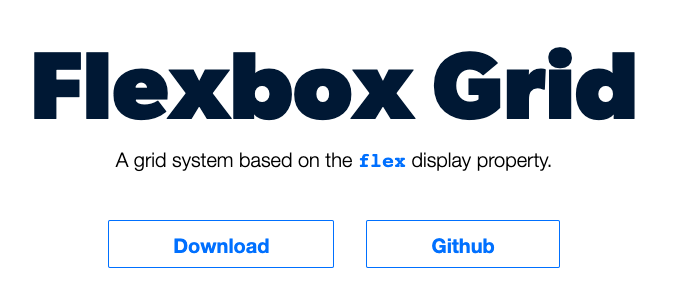 Flexbox Grid
A grid system based on the flex display property.
Download
Github